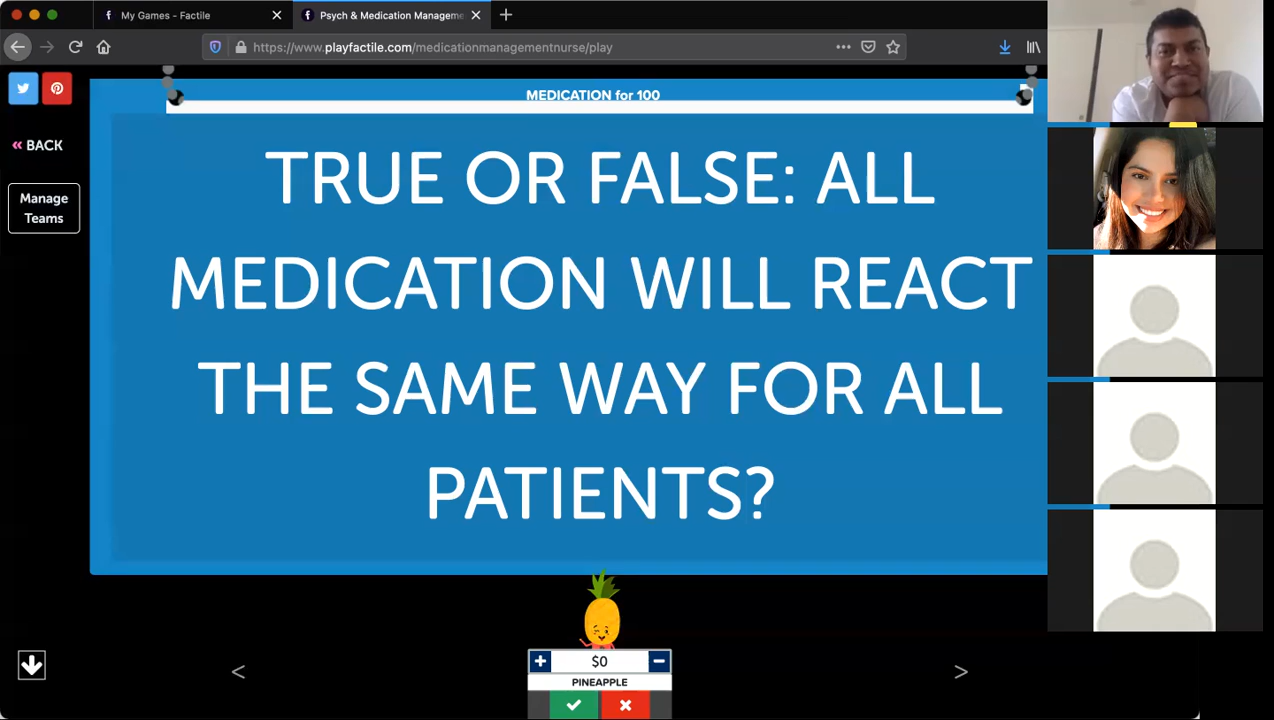 My Games - Factile
Psych & Medication Manageme
https://www.playfactile.com/medicationmanagementnurse/play
MEDICATION for 100
BACK
Manage
Teams
TRUE OR FALSE: ALL
MEDICATION WILL REACT
THE SAME WAY FOR ALL
PATIENTS?
$0
PINEAPPLE